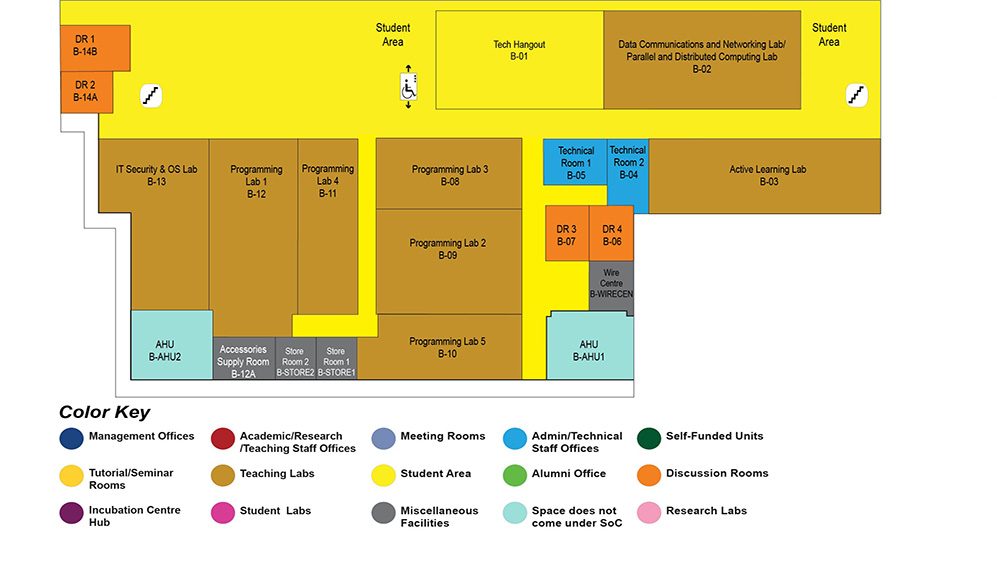 DR 1
B-14B
DR 2
B-14A
Student
Area
Tech Hangout
B-01
Data Communications and Networking Lab/
Parallel and Distributed Computing Lab
B-02
Student
Area
IT Security & OS Lab
B-13
Programming
Lab 1
B-12
Programming
Lab 4
B-11
Programming Lab 3
B-08
Technical
Room 1
B-05
Technical
Room 2
B-04
Active Learning Lab
B-03
Programming Lab 2
B-09
DR 3
B-07
DR 4
B-06
Wire
Centre
B-WIRECEN
AHU
B-AHU2
Accessories
Supply Room
B-12A
Store
Room 2
B-STORE2
Store
Room 1
B-STORE1
Programming Lab 5
B-10
AHU
B-AHU1
Color Key
Management Offices
Academic/Research
/Teaching Staff Offices
Meeting Rooms
Admin/Technical
Staff Offices
Self-Funded Units
Tutorial/Seminar
Rooms
Teaching Labs
Student Area
Alumni Office
Discussion Rooms
Incubation Centre
Hub
Student Labs
Miscellaneous
Facilities
Space does not
come under SoC
Research Labs